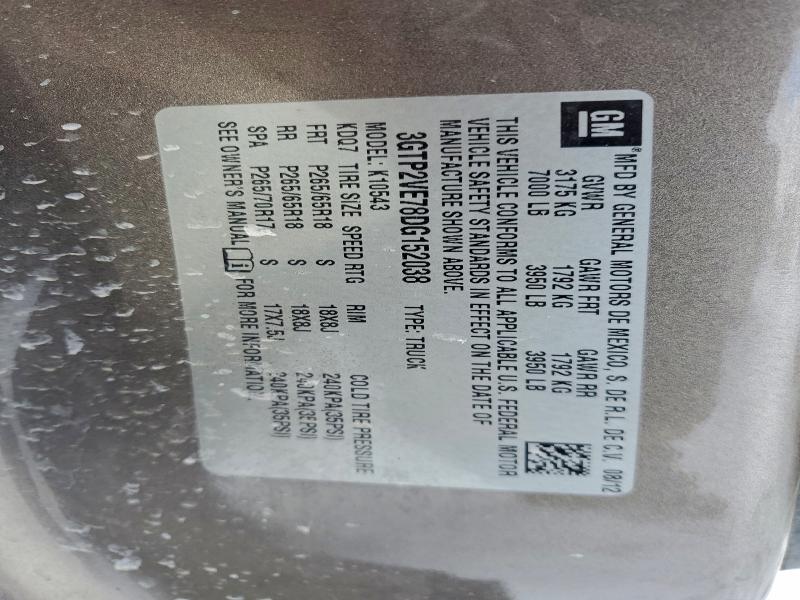 GM
®MFD BY GENERAL MOTORS DE MEXICO, S. DE R.L. DE C.V. 08/12
GVWR GAWR FRT GAWR RR
3175 KG 1792 KG 1792 KG
7000 LB 3950 LB 3950 LB
THIS VEHICLE CONFORMS TO ALL APPLICABLE U.S. FEDERAL MOTOR
VEHICLE SAFETY STANDARDS IN EFFECT ON THE DATE OF
MANUFACTURE SHOWN ABOVE.
3GTP2VE78DG152038 TYPE: TRUCK
MODEL: K10543
KDQ7 TIRE SIZE SPEED RTG RIM COLD TIRE PRESSURE
FRT P265/65R18 S 18X8J 240KPA(35PSI)
RR P265/65R18 S 18X8J 240KPA(35PSI)
SPA P265/70R17 S 17X7.5J 240KPA(35PSI)
SEE OWNER'S MANUAL FOR MORE INFORMATION